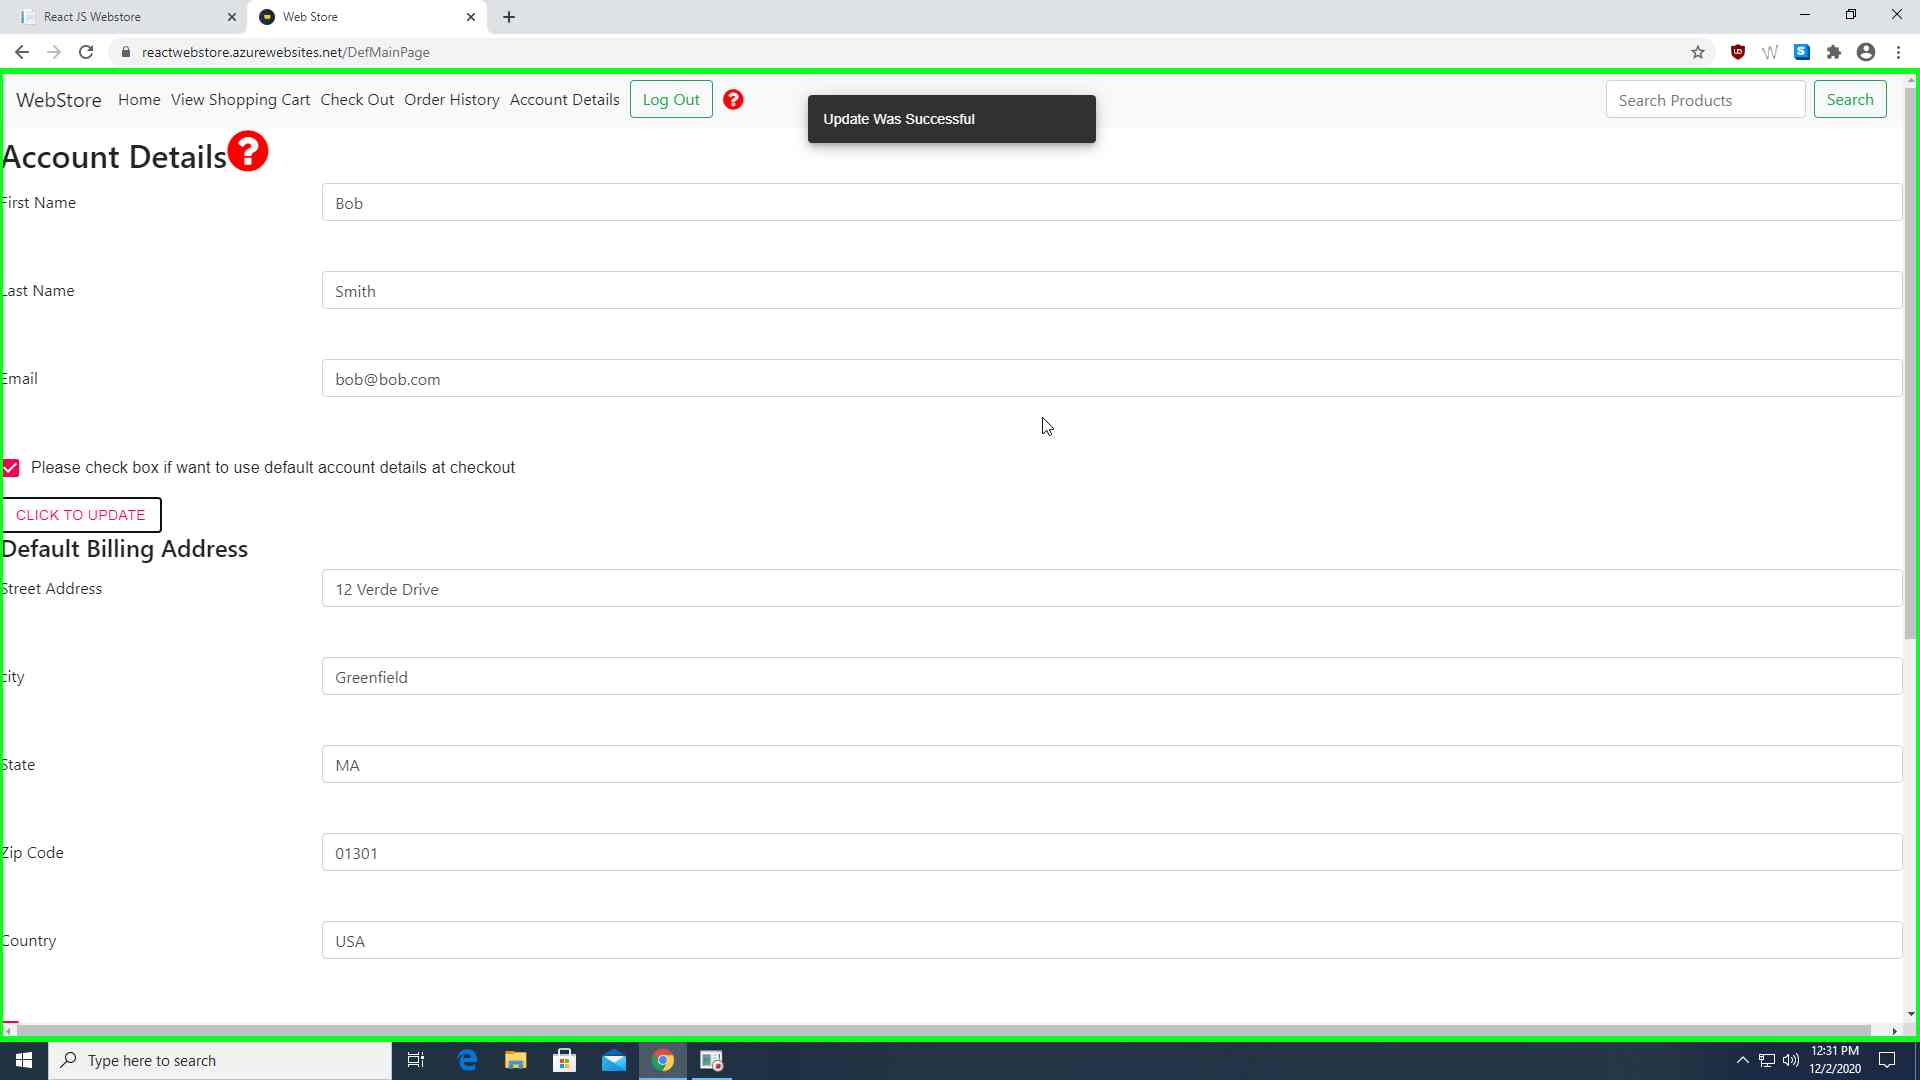 React JS Webstore
Web Store
reactwebstore.azurewebsites.net/DefMainPage
WebStore Home View Shopping Cart Check Out Order History Account Details Log Out ? Search Products Search
Update Was Successful
Account Details ?
First Name Bob
Last Name Smith
Email bob@bob.com
Please check box if want to use default account details at checkout
CLICK TO UPDATE
Default Billing Address
Street Address 12 Verde Drive
city Greenfield
State MA
Zip Code 01301
Country USA
Type here to search
12:31 PM
12/2/2020